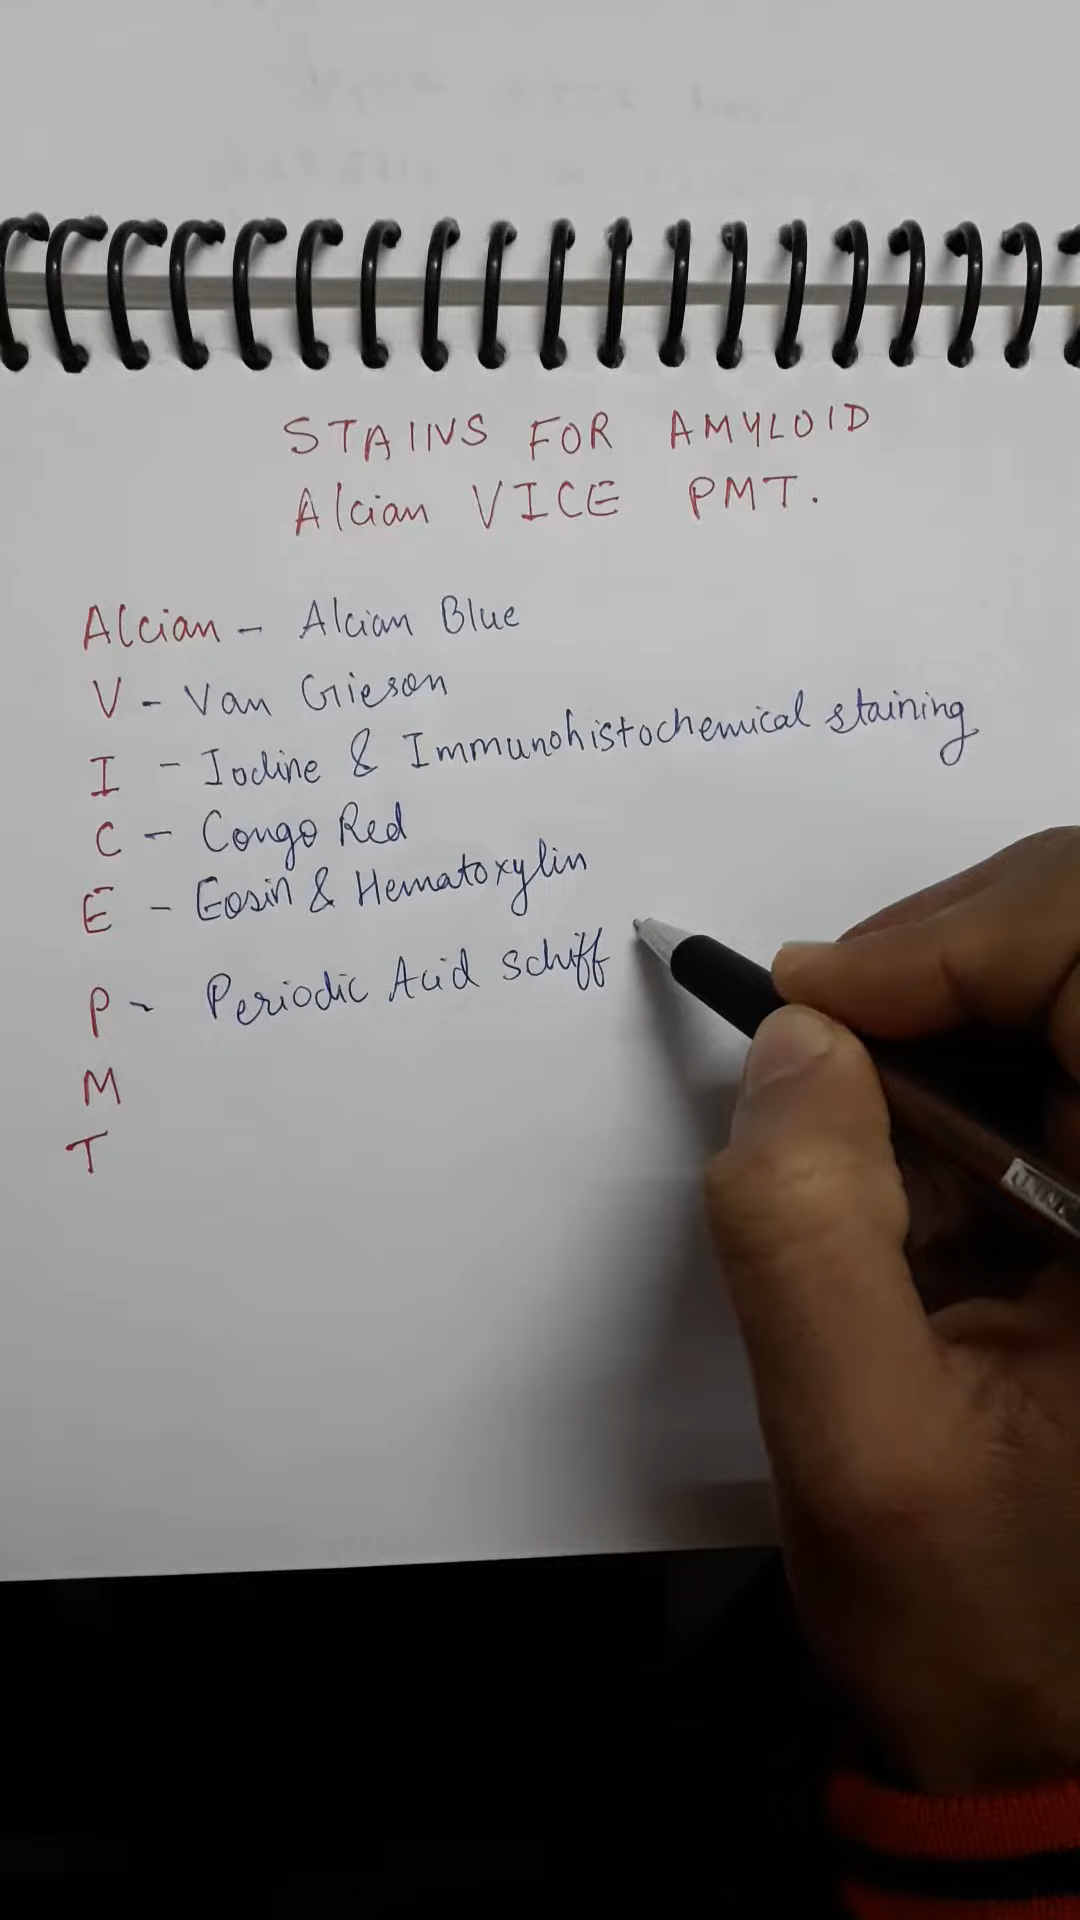 STAINS FOR AMYLOID
Alcian VICE PMT.
Alcian - Alcian Blue
V - Van Gieson
I - Iodine & Immunohistochemical staining
C - Congo Red
E - Eosin & Hematoxylin
P - Periodic Acid Schiff
M
T